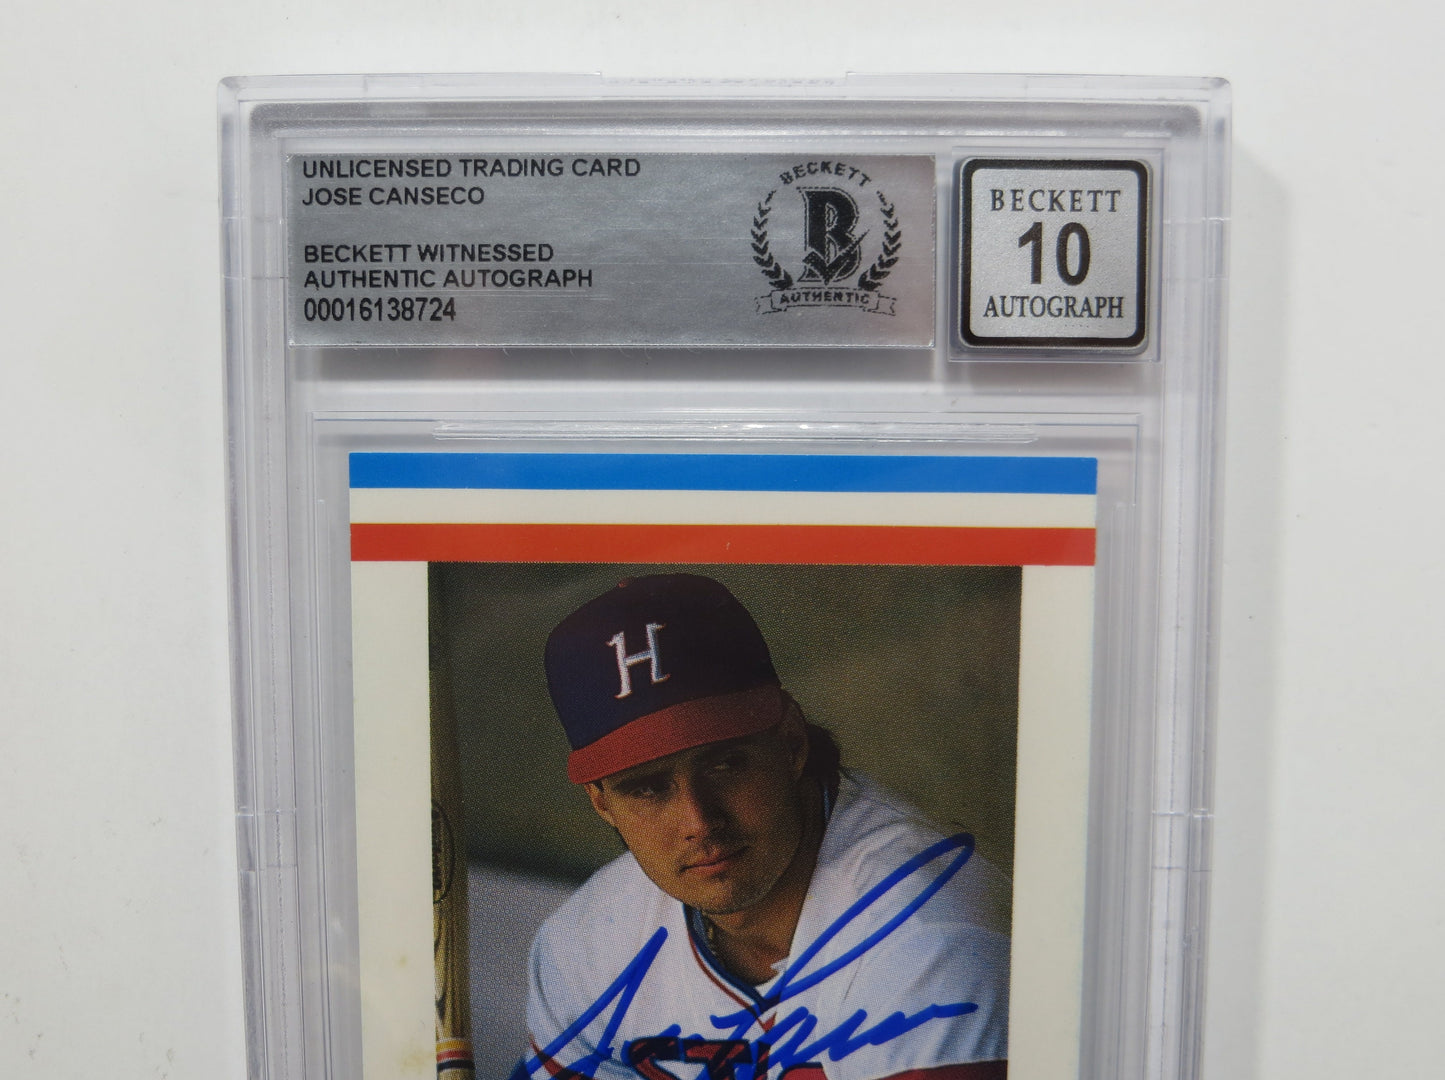 UNLICENSED TRADING CARD
JOSE CANSECO
BECKETT WITNESSED
AUTHENTIC AUTOGRAPH
00016138724
BECKETT
B
AUTHENTIC
BECKETT
10
AUTOGRAPH
H